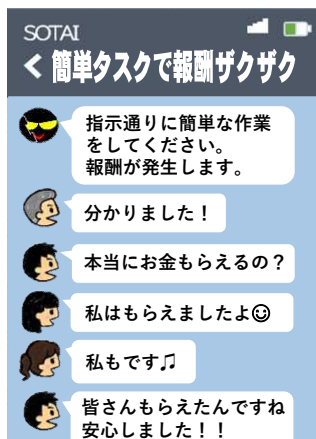 SOTAI
< 簡単タスクで報酬ザクザク
指示通りに簡単な作業
をしてください。
報酬が発生します。
分かりました！
本当にお金もらえるの？
私はもらえましたよ☺
私もです♫
皆さんもらえたんですね
安心しました！！